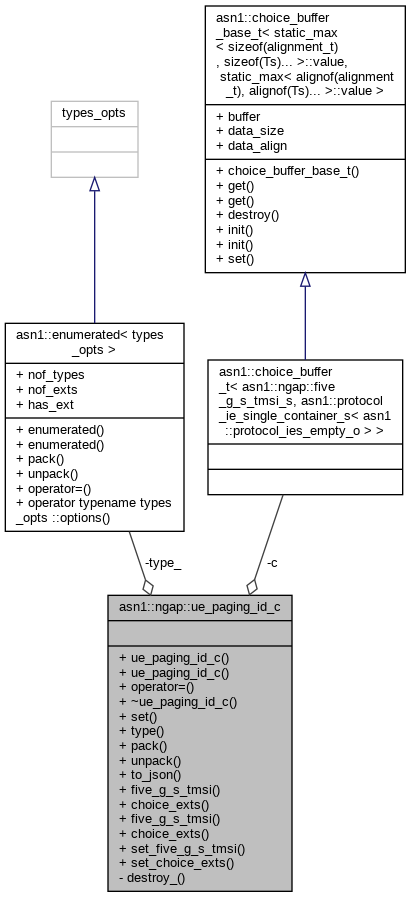 asn1::choice_buffer
_base_t< static_max
< sizeof(alignment_t)
, sizeof(Ts)... >::value,
static_max< alignof(alignment
_t), alignof(Ts)... >::value >
+ buffer
+ data_size
+ data_align
+ choice_buffer_base_t()
+ get()
+ get()
+ destroy()
+ init()
+ init()
+ set()
types_opts
asn1::enumerated< types
_opts >
+ nof_types
+ nof_exts
+ has_ext
+ enumerated()
+ enumerated()
+ pack()
+ unpack()
+ operator=()
+ operator typename types
_opts ::options()
asn1::choice_buffer
_t< asn1::ngap::five
_g_s_tmsi_s, asn1::protocol
_ie_single_container_s< asn1
::protocol_ies_empty_o > >
-type_
-c
asn1::ngap::ue_paging_id_c
+ ue_paging_id_c()
+ ue_paging_id_c()
+ operator=()
+ ~ue_paging_id_c()
+ set()
+ type()
+ pack()
+ unpack()
+ to_json()
+ five_g_s_tmsi()
+ choice_exts()
+ five_g_s_tmsi()
+ choice_exts()
+ set_five_g_s_tmsi()
+ set_choice_exts()
- destroy_()